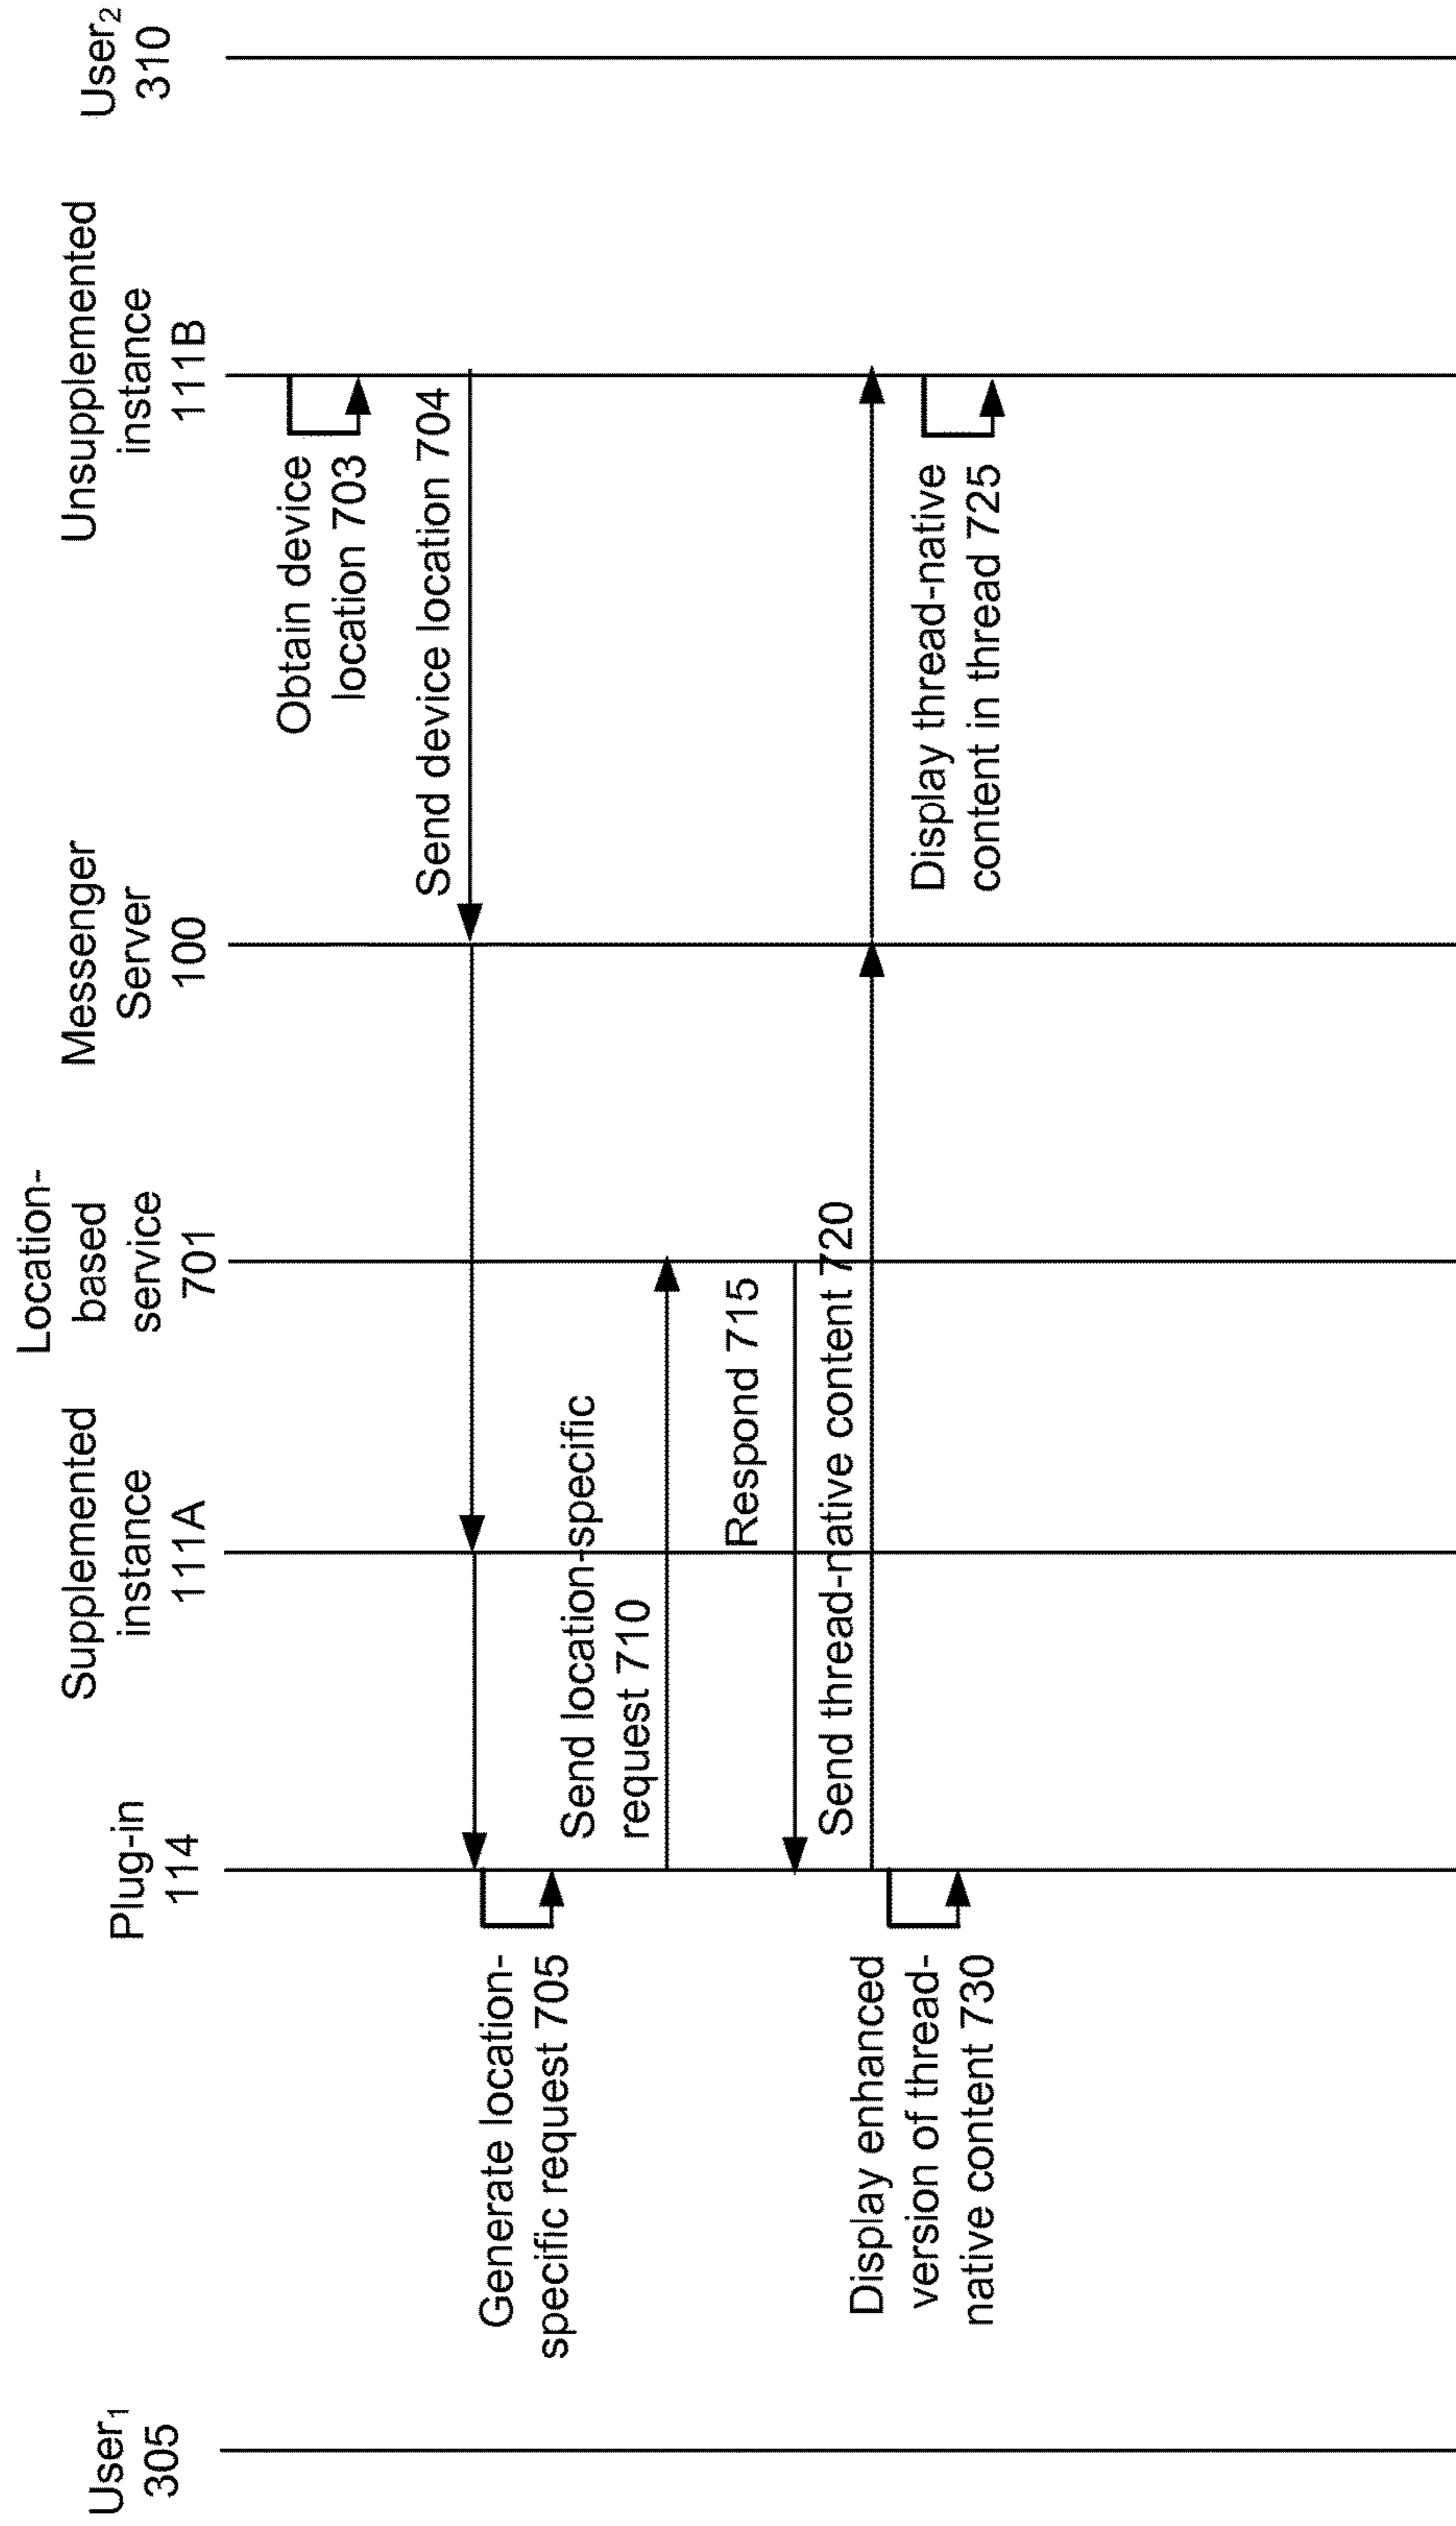 User₁
305
Plug-in
114
Supplemented
instance
111A
Location-
based
service
701
Messenger
Server
100
Unsupplemented
instance
111B
User₂
310
Obtain device
location 703
Send device location 704
Generate location-
specific request 705
Send location-specific
request 710
Respond 715
Send thread-native content 720
Display enhanced
version of thread-
native content 730
Display thread-native
content in thread 725